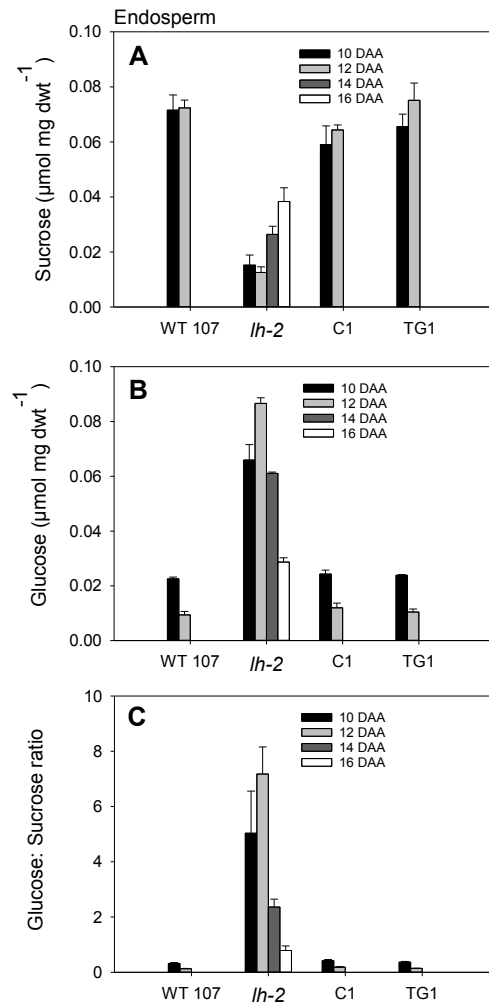 Endosperm
A
10 DAA
12 DAA
14 DAA
16 DAA
Sucrose (µmol mg dwt⁻¹)
0.10
0.08
0.06
0.04
0.02
0.00
WT 107 lh-2 C1 TG1
B
10 DAA
12 DAA
14 DAA
16 DAA
Glucose (µmol mg dwt⁻¹)
0.10
0.08
0.06
0.04
0.02
0.00
WT 107 lh-2 C1 TG1
C
10 DAA
12 DAA
14 DAA
16 DAA
Glucose: Sucrose ratio
10
8
6
4
2
0
WT 107 lh-2 C1 TG1